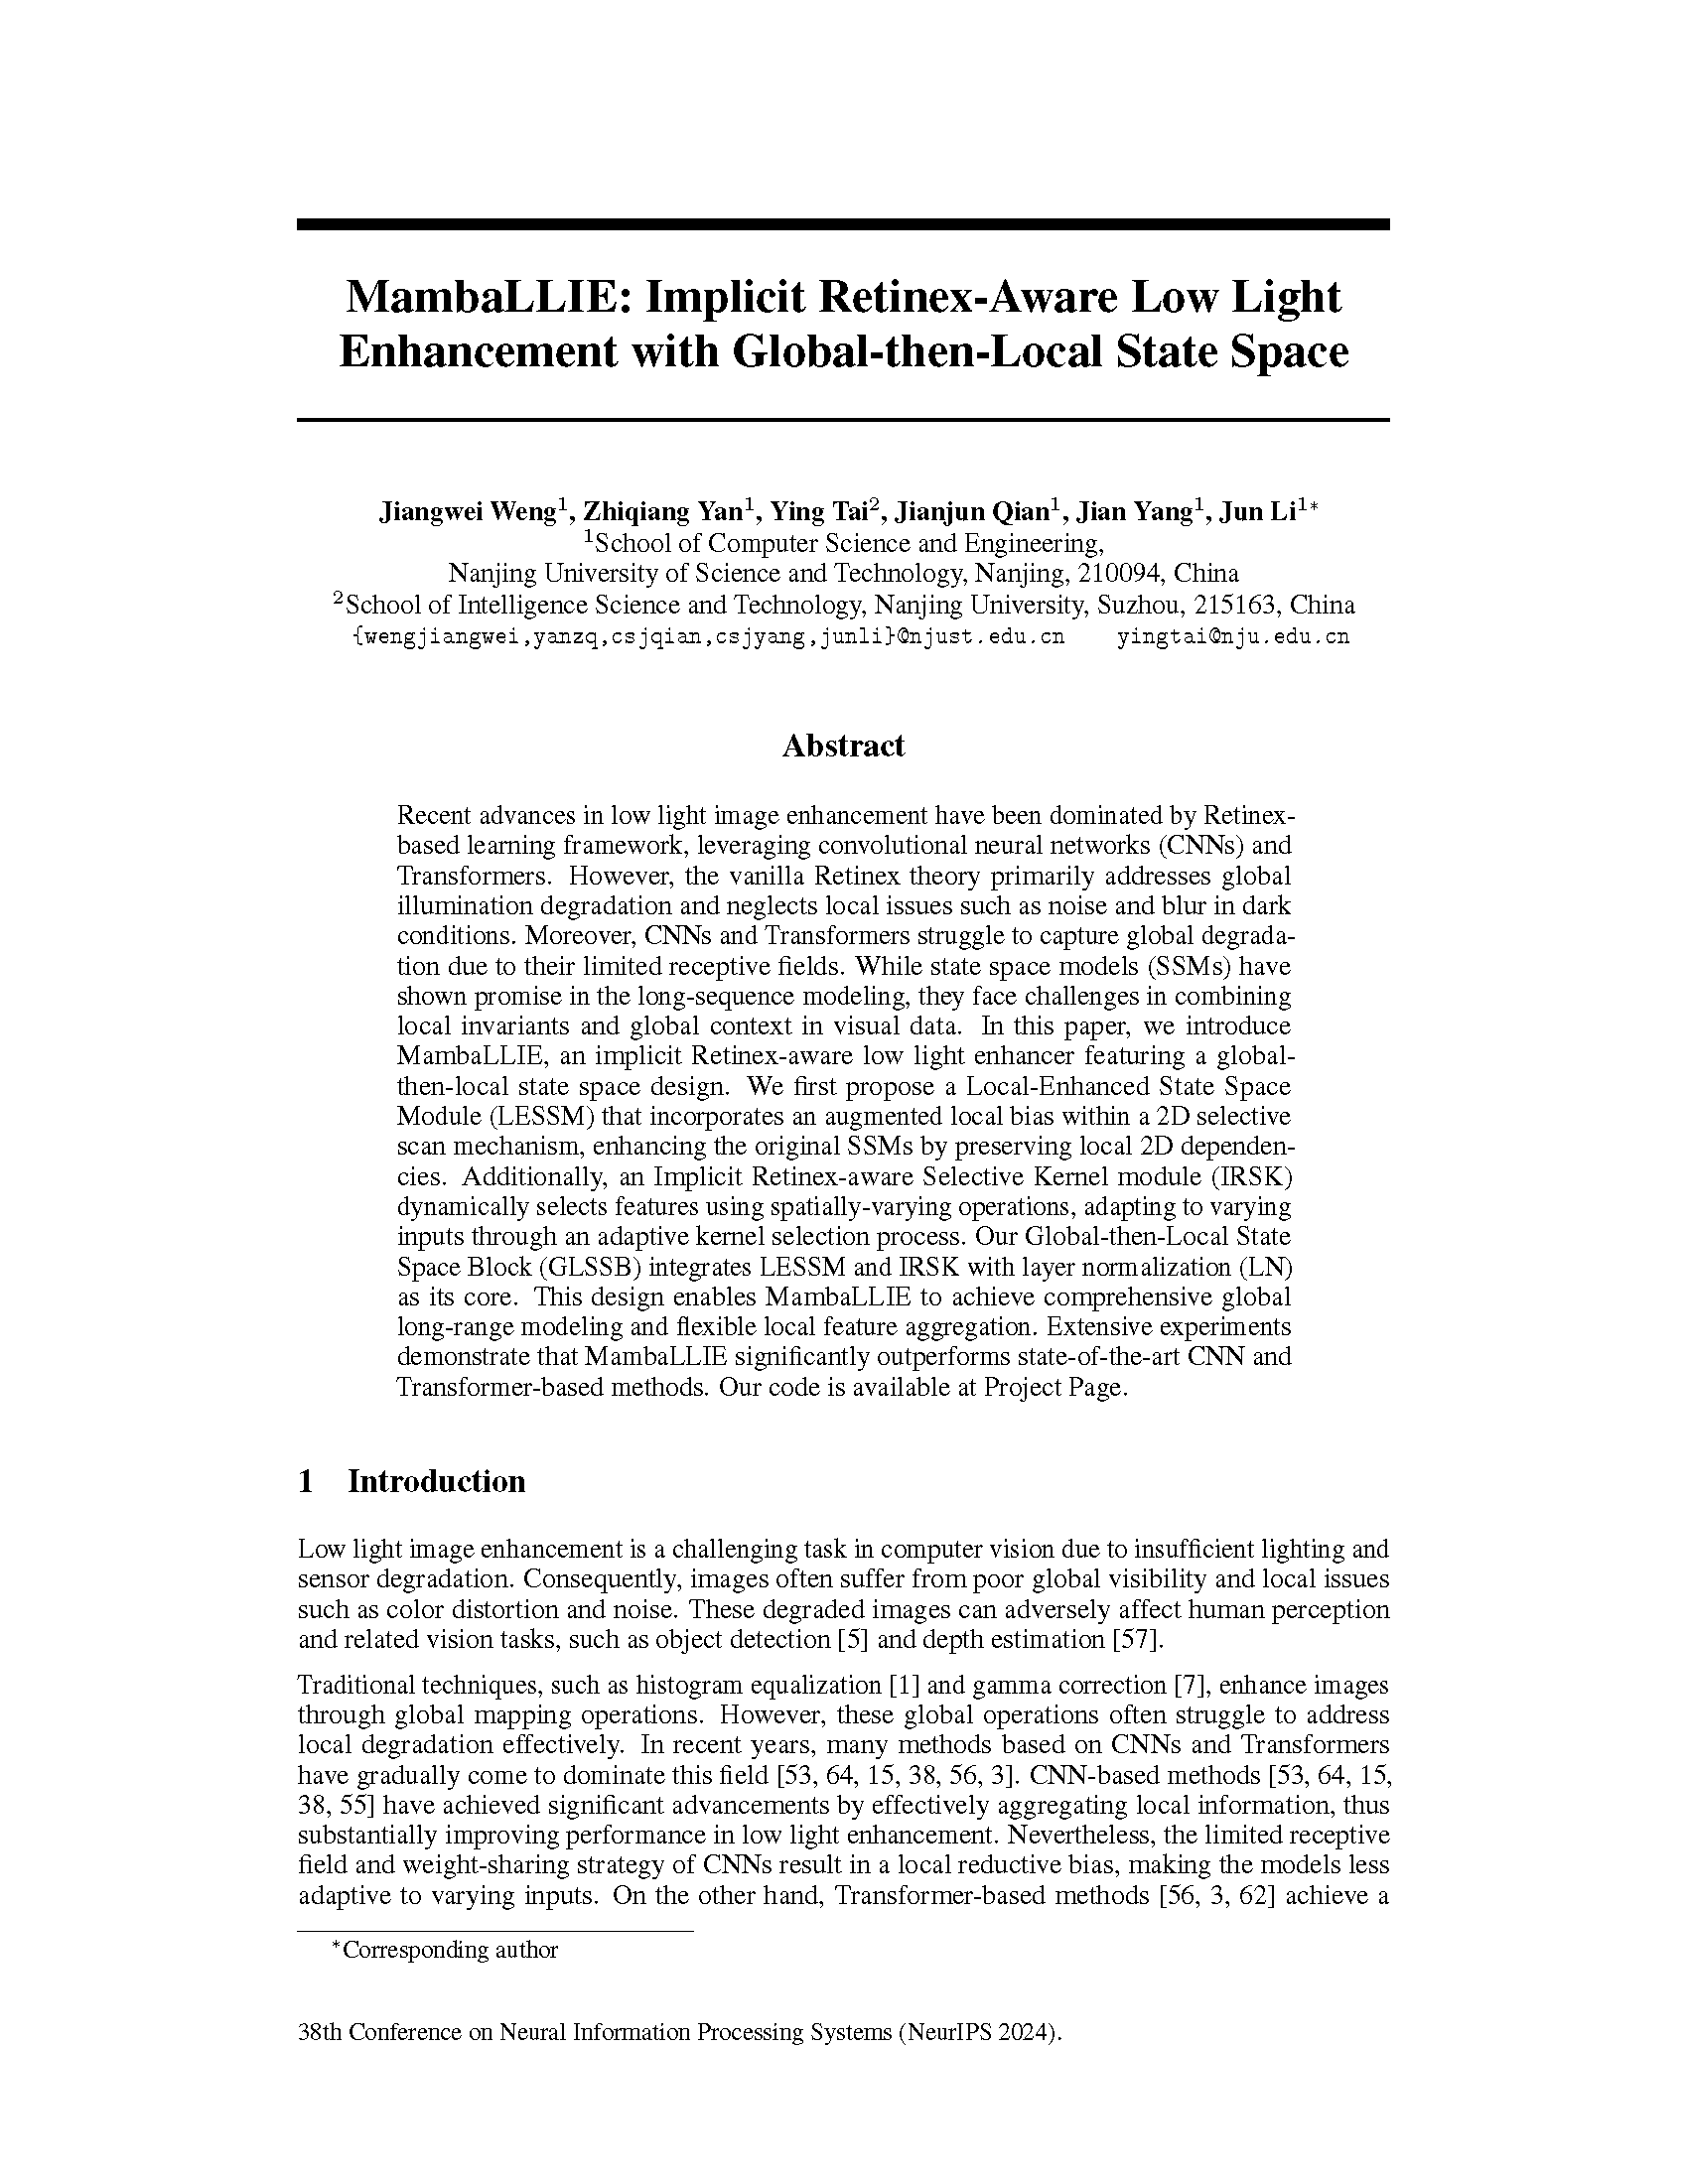 MambaLLIE: Implicit Retinex-Aware Low Light
Enhancement with Global-then-Local State Space
Jiangwei Weng¹, Zhiqiang Yan¹, Ying Tai², Jianjun Qian¹, Jian Yang¹, Jun Li¹*
¹School of Computer Science and Engineering,
Nanjing University of Science and Technology, Nanjing, 210094, China
²School of Intelligence Science and Technology, Nanjing University, Suzhou, 215163, China
{wengjiangwei,yanzq,csjqian,csjyang,junli}@njust.edu.cn yingtai@nju.edu.cn
Abstract
Recent advances in low light image enhancement have been dominated by Retinex-
based learning framework, leveraging convolutional neural networks (CNNs) and
Transformers. However, the vanilla Retinex theory primarily addresses global
illumination degradation and neglects local issues such as noise and blur in dark
conditions. Moreover, CNNs and Transformers struggle to capture global degrada-
tion due to their limited receptive fields. While state space models (SSMs) have
shown promise in the long-sequence modeling, they face challenges in combining
local invariants and global context in visual data. In this paper, we introduce
MambaLLIE, an implicit Retinex-aware low light enhancer featuring a global-
then-local state space design. We first propose a Local-Enhanced State Space
Module (LESSM) that incorporates an augmented local bias within a 2D selective
scan mechanism, enhancing the original SSMs by preserving local 2D dependen-
cies. Additionally, an Implicit Retinex-aware Selective Kernel module (IRSK)
dynamically selects features using spatially-varying operations, adapting to varying
inputs through an adaptive kernel selection process. Our Global-then-Local State
Space Block (GLSSB) integrates LESSM and IRSK with layer normalization (LN)
as its core. This design enables MambaLLIE to achieve comprehensive global
long-range modeling and flexible local feature aggregation. Extensive experiments
demonstrate that MambaLLIE significantly outperforms state-of-the-art CNN and
Transformer-based methods. Our code is available at Project Page.
1 Introduction
Low light image enhancement is a challenging task in computer vision due to insufficient lighting and
sensor degradation. Consequently, images often suffer from poor global visibility and local issues
such as color distortion and noise. These degraded images can adversely affect human perception
and related vision tasks, such as object detection [5] and depth estimation [57].
Traditional techniques, such as histogram equalization [1] and gamma correction [7], enhance images
through global mapping operations. However, these global operations often struggle to address
local degradation effectively. In recent years, many methods based on CNNs and Transformers
have gradually come to dominate this field [53, 64, 15, 38, 56, 3]. CNN-based methods [53, 64, 15,
38, 55] have achieved significant advancements by effectively aggregating local information, thus
substantially improving performance in low light enhancement. Nevertheless, the limited receptive
field and weight-sharing strategy of CNNs result in a local reductive bias, making the models less
adaptive to varying inputs. On the other hand, Transformer-based methods [56, 3, 62] achieve a
*Corresponding author
38th Conference on Neural Information Processing Systems (NeurIPS 2024).